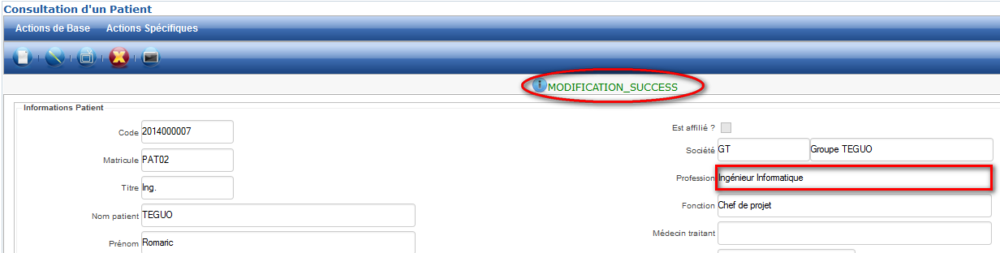 Consultation d'un Patient
Actions de Base Actions Spécifiques
MODIFICATION_SUCCESS
Informations Patient
Code 2014000007
Matricule PAT02
Titre Ing.
Nom patient TEGUO
Prénom Romaric
Est affilié ?
Société GT Groupe TEGUO
Profession Ingénieur Informatique
Fonction Chef de projet
Médecin traitant